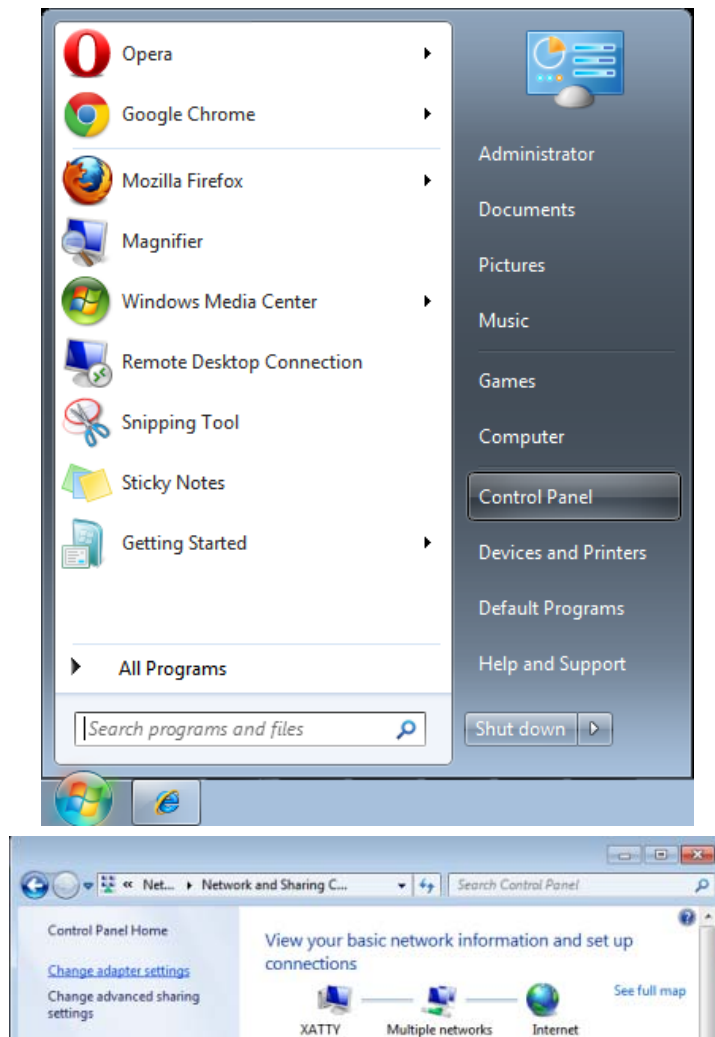 Opera
Google Chrome
Mozilla Firefox
Magnifier
Windows Media Center
Remote Desktop Connection
Snipping Tool
Sticky Notes
Getting Started
All Programs
Search programs and files
Administrator
Documents
Pictures
Music
Games
Computer
Control Panel
Devices and Printers
Default Programs
Help and Support
Shut down
« Net... Network and Sharing C...
Search Control Panel
Control Panel Home
Change adapter settings
Change advanced sharing
settings
View your basic network information and set up
connections
See full map
XATTY Multiple networks Internet